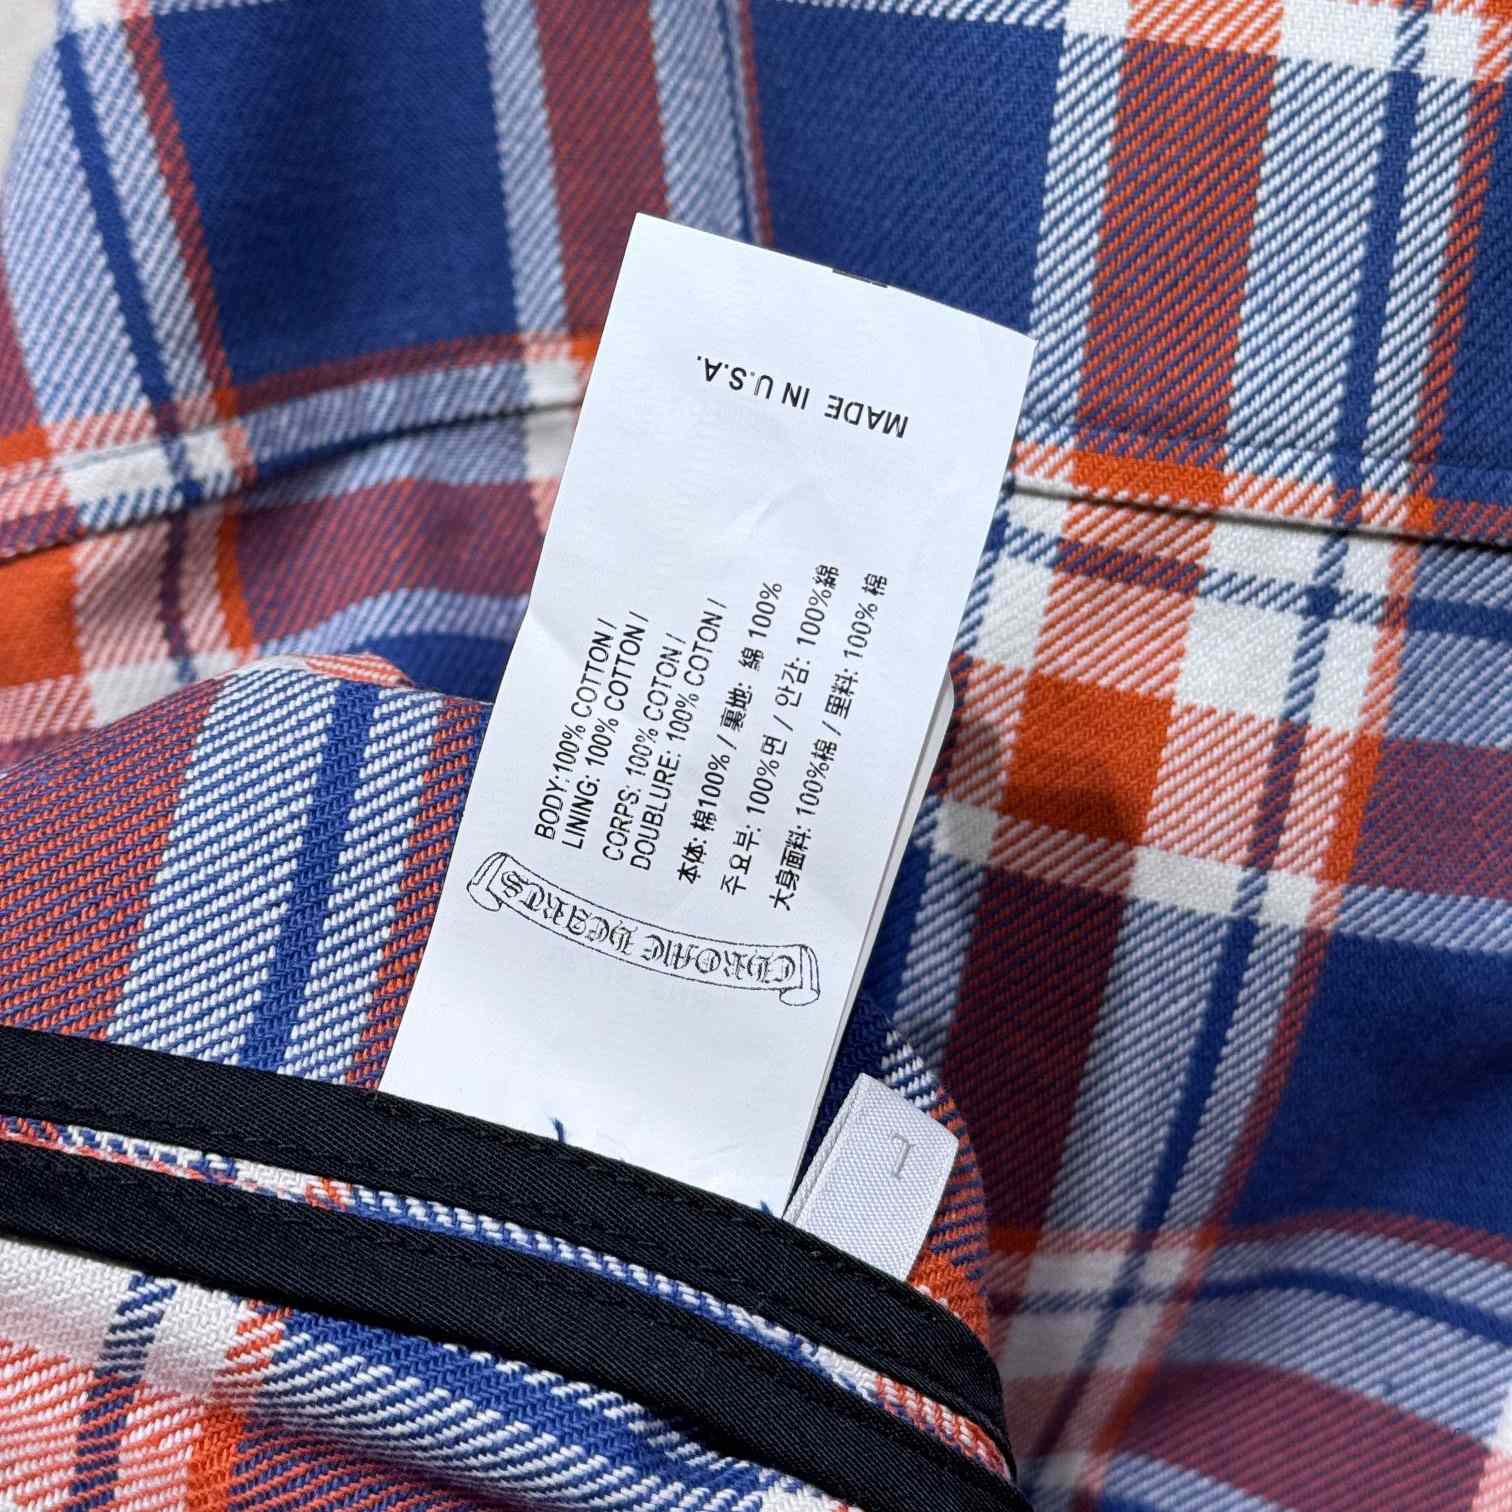 MADE IN U.S.A.
BODY:100% COTTON /
LINING: 100% COTTON /
CORPS: 100% COTON /
DOUBLURE: 100% COTON /
本体: 棉100% / 裏地: 綿 100%
주요부: 100%면 / 안감: 100%綿
大身面料: 100%棉 / 里料: 100% 棉
CHROME HEARTS
L